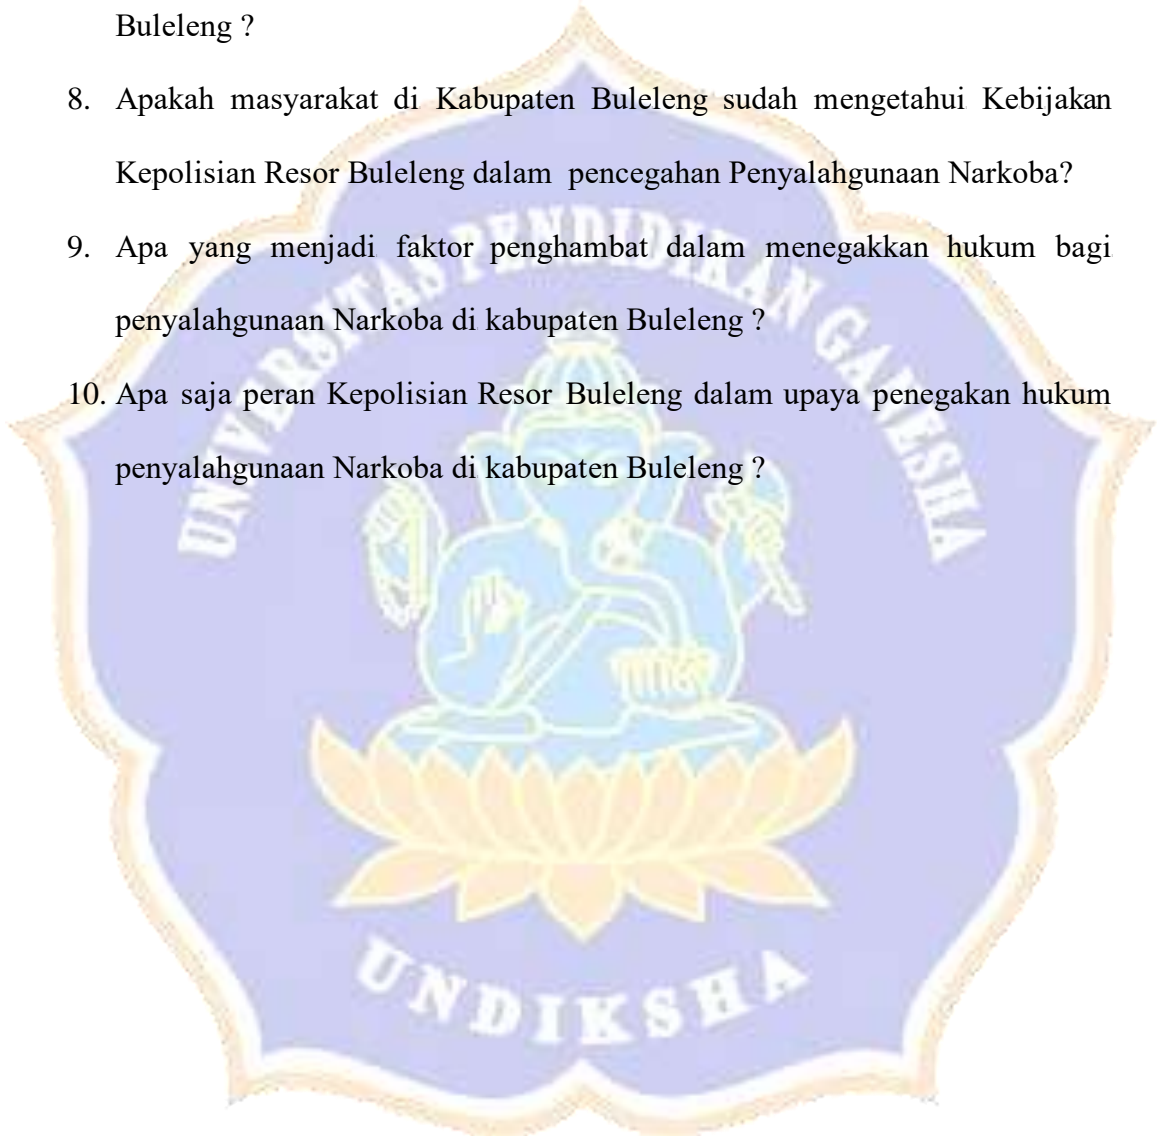 Buleleng ?
8. Apakah masyarakat di Kabupaten Buleleng sudah mengetahui Kebijakan
Kepolisian Resor Buleleng dalam pencegahan Penyalahgunaan Narkoba?
9. Apa yang menjadi faktor penghambat dalam menegakkan hukum bagi
penyalahgunaan Narkoba di kabupaten Buleleng ?
10. Apa saja peran Kepolisian Resor Buleleng dalam upaya penegakan hukum
penyalahgunaan Narkoba di kabupaten Buleleng ?
UNIVERSITAS PENDIDIKAN GANESHA
UNDIKSHA